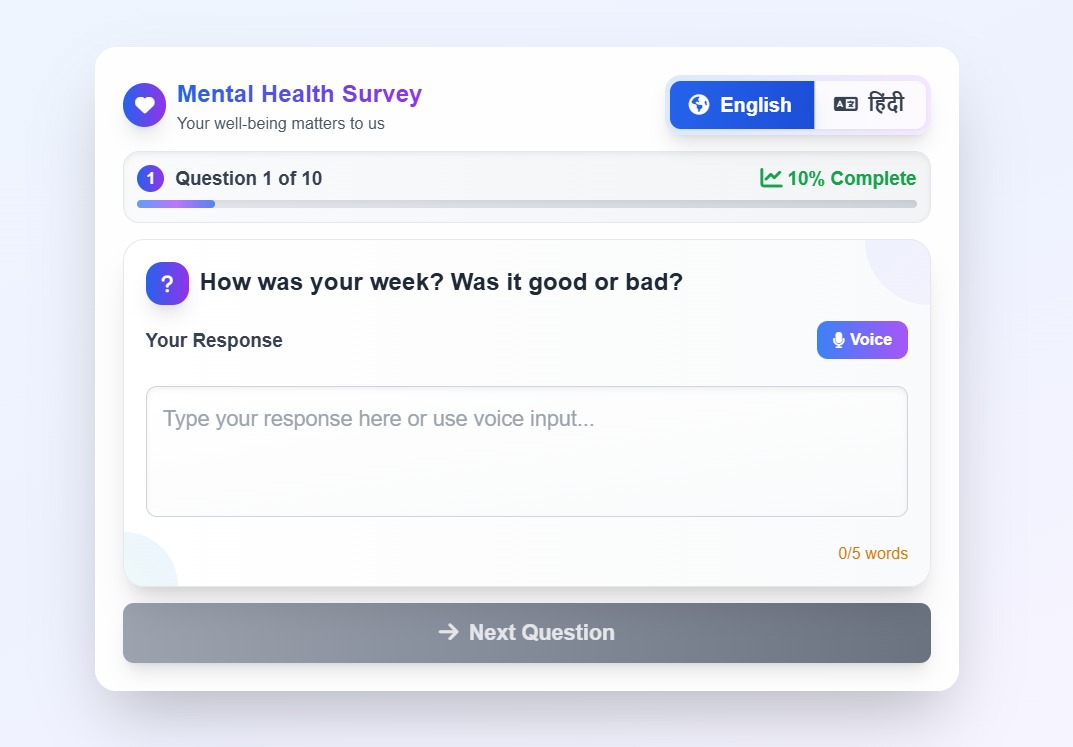 Mental Health Survey
Your well-being matters to us
English
हिंदी
1 Question 1 of 10
10% Complete
? How was your week? Was it good or bad?
Your Response
Voice
Type your response here or use voice input...
0/5 words
Next Question